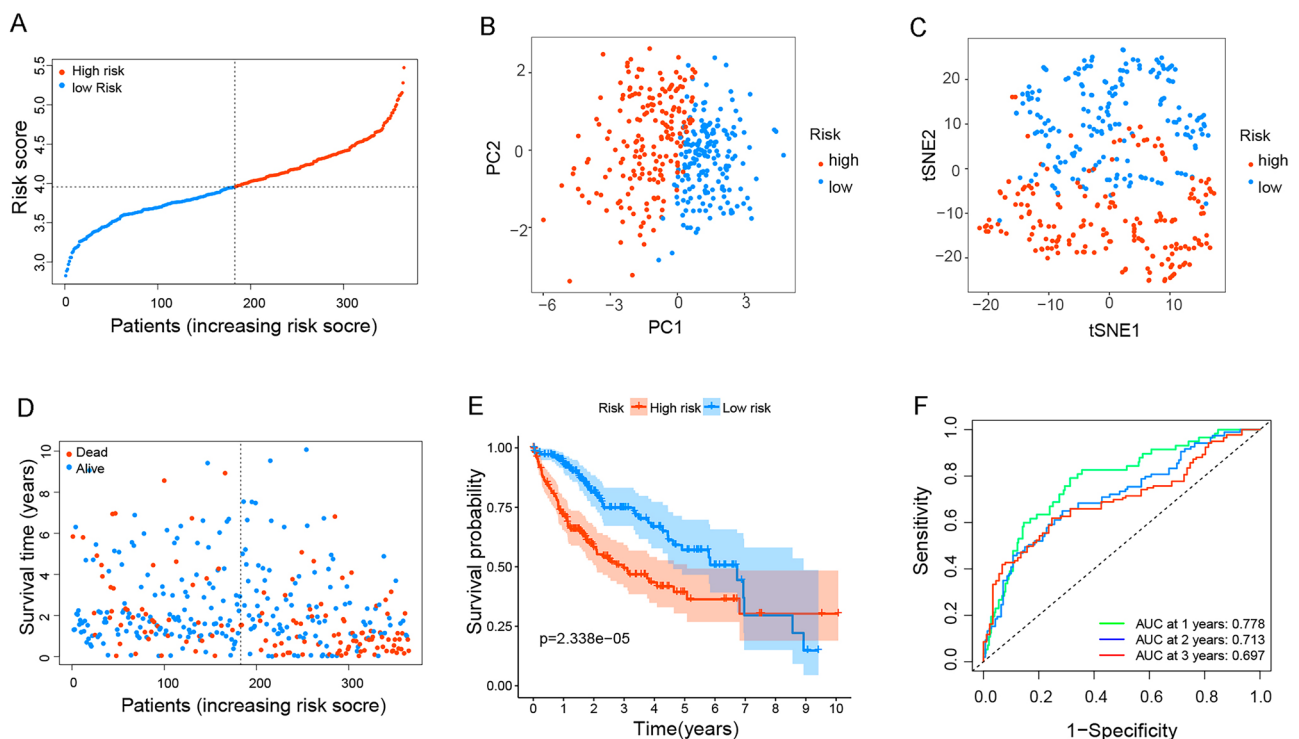 A
Risk score
5.5
5.0
4.5
4.0
3.5
3.0
High risk
low Risk
0
100
200
300
Patients (increasing risk socre)
B
PC2
2
0
−2
−6
−3
0
3
PC1
Risk
high
low
C
tSNE2
20
10
0
−10
−20
−20
−10
0
10
tSNE1
Risk
high
low
D
Survival time (years)
10
8
6
4
2
0
Dead
Alive
0
100
200
300
Patients (increasing risk socre)
E
Risk High risk Low risk
Survival probability
1.00
0.75
0.50
0.25
0.00
p=2.338e−05
0 1 2 3 4 5 6 7 8 9 10
Time(years)
F
Sensitivity
1.0
0.8
0.6
0.4
0.2
0.0
AUC at 1 years: 0.778
AUC at 2 years: 0.713
AUC at 3 years: 0.697
0.0 0.2 0.4 0.6 0.8 1.0
1−Specificity